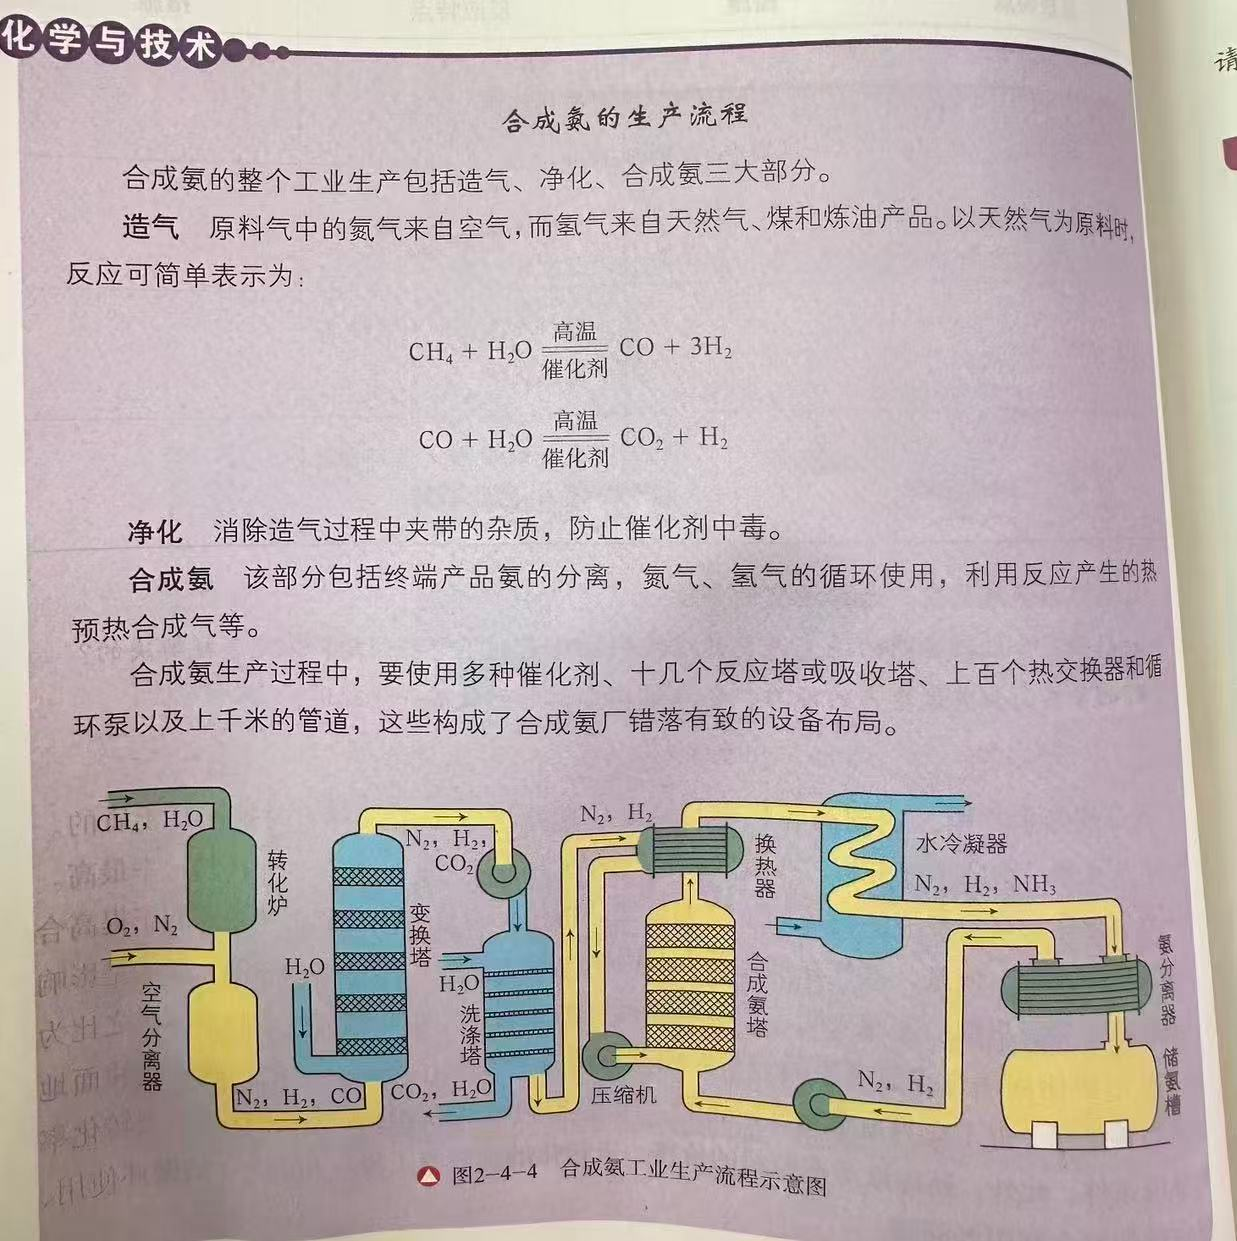 化学与技术
合成氨的生产流程
合成氨的整个工业生产包括造气、净化、合成氨三大部分。
造气 原料气中的氮气来自空气，而氢气来自天然气、煤和炼油产品。以天然气为原料时，
反应可简单表示为：
高温
CH₄ + H₂O ═ CO + 3H₂
催化剂
高温
CO + H₂O ═ CO₂ + H₂
催化剂
净化 消除造气过程中夹带的杂质，防止催化剂中毒。
合成氨 该部分包括终端产品氨的分离，氮气、氢气的循环使用，利用反应产生的热
预热合成气等。
合成氨生产过程中，要使用多种催化剂、十几个反应塔或吸收塔、上百个热交换器和循
环泵以及上千米的管道，这些构成了合成氨厂错落有致的设备布局。
CH₄，H₂O
转化炉
O₂，N₂
空气分离器
N₂，H₂，CO
H₂O
变换塔
N₂，H₂，
CO₂
H₂O
洗涤塔
CO₂，H₂O
N₂，H₂
换热器
压缩机
合成氨塔
水冷凝器
N₂，H₂，NH₃
氨分离器
储氨槽
N₂，H₂
图2-4-4 合成氨工业生产流程示意图
请